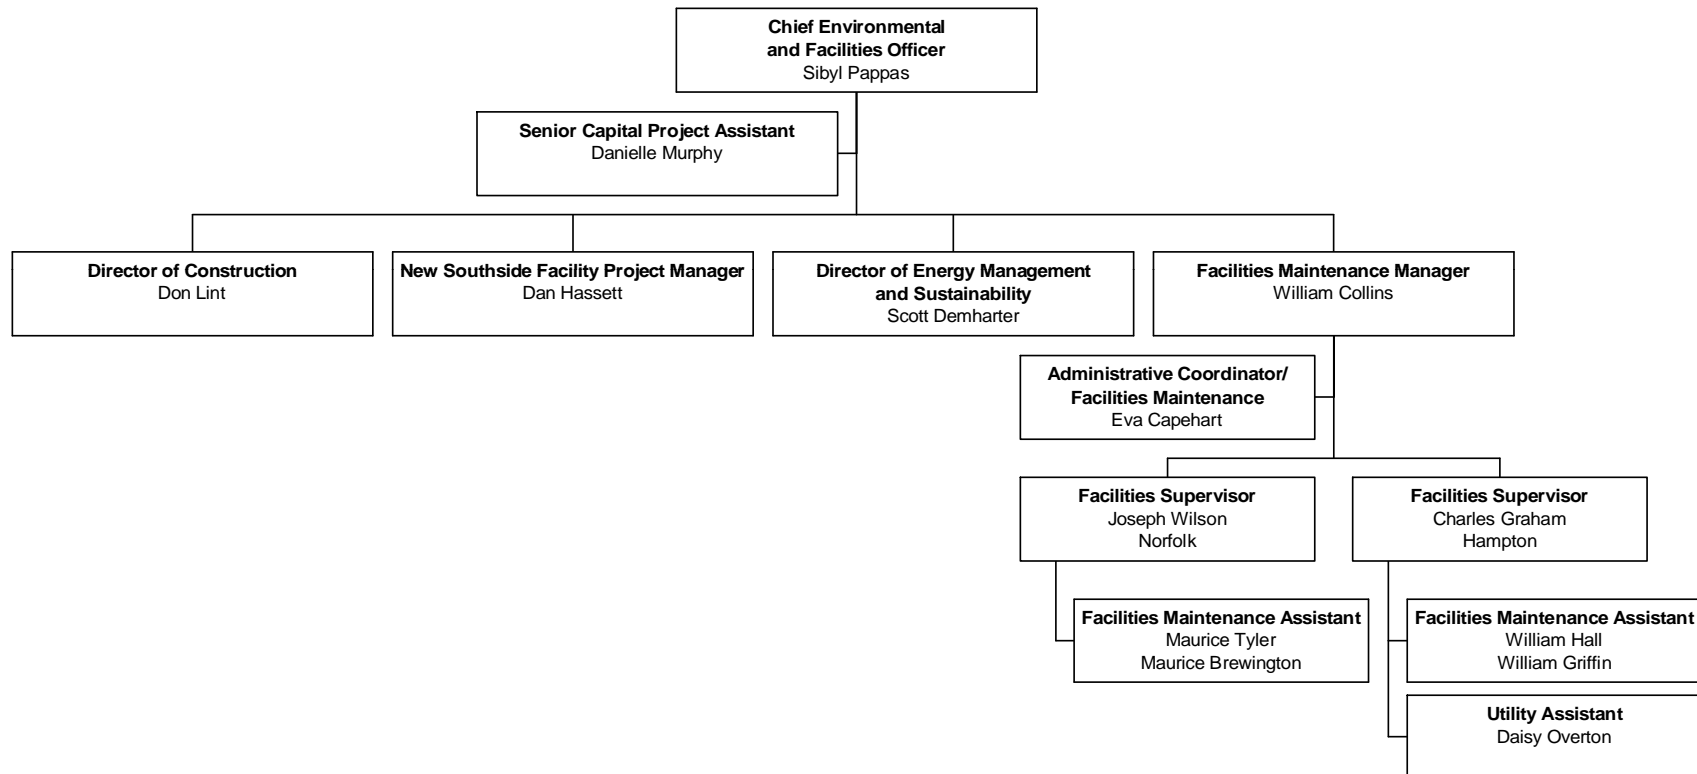 Chief Environmental
and Facilities Officer
Sibyl Pappas
Senior Capital Project Assistant
Danielle Murphy
Director of Construction
Don Lint
New Southside Facility Project Manager
Dan Hassett
Director of Energy Management
and Sustainability
Scott Demharter
Facilities Maintenance Manager
William Collins
Administrative Coordinator/
Facilities Maintenance
Eva Capehart
Facilities Supervisor
Joseph Wilson
Norfolk
Facilities Supervisor
Charles Graham
Hampton
Facilities Maintenance Assistant
Maurice Tyler
Maurice Brewington
Facilities Maintenance Assistant
William Hall
William Griffin
Utility Assistant
Daisy Overton